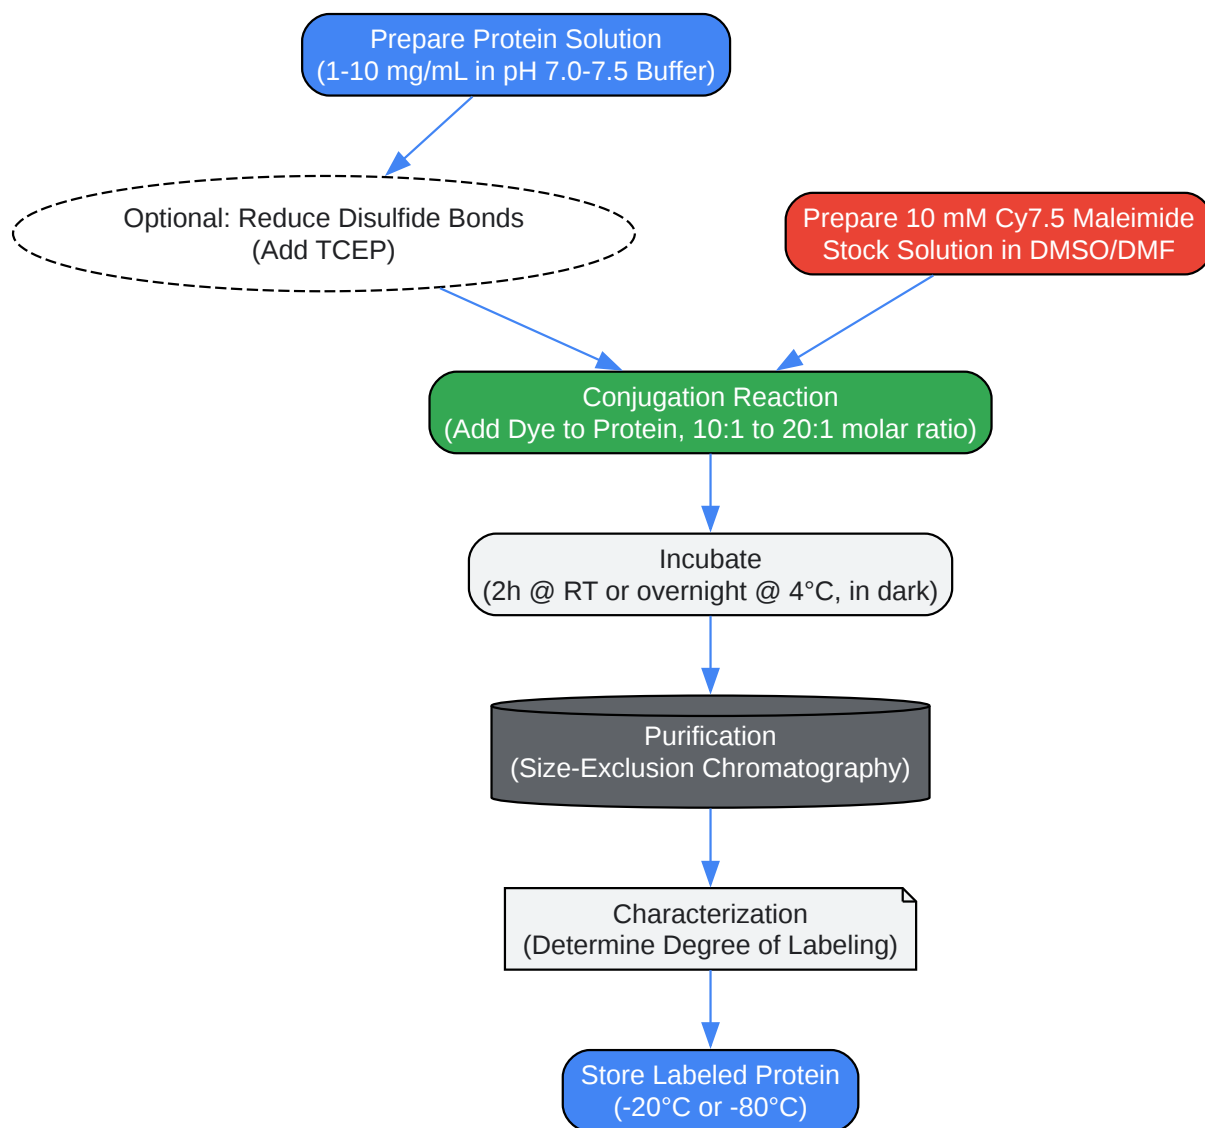 Prepare Protein Solution
(1-10 mg/mL in pH 7.0-7.5 Buffer)
Optional: Reduce Disulfide Bonds
(Add TCEP)
Prepare 10 mM Cy7.5 Maleimide
Stock Solution in DMSO/DMF
Conjugation Reaction
(Add Dye to Protein, 10:1 to 20:1 molar ratio)
Incubate
(2h @ RT or overnight @ 4°C, in dark)
Purification
(Size-Exclusion Chromatography)
Characterization
(Determine Degree of Labeling)
Store Labeled Protein
(-20°C or -80°C)